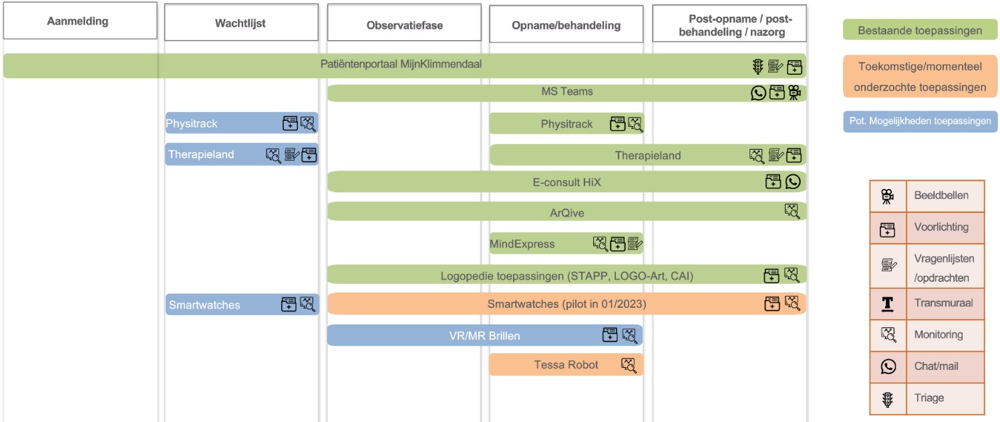 Aanmelding
Wachtlijst
Observatiefase
Opname/behandeling
Post-opname / post-
behandeling / nazorg
Patiëntenportaal MijnKlimmendaal
MS Teams
Physitrack
Physitrack
Therapieland
Therapieland
E-consult HiX
ArQive
MindExpress
Logopedie toepassingen (STAPP, LOGO-Art, CAI)
Smartwatches
Smartwatches (pilot in 01/2023)
VR/MR Brillen
Tessa Robot
Bestaande toepassingen
Toekomstige/momenteel
onderzochte toepassingen
Pot. Mogelijkheden toepassingen
Beeldbellen
Voorlichting
Vragenlijsten
/opdrachten
T Transmuraal
Monitoring
Chat/mail
Triage